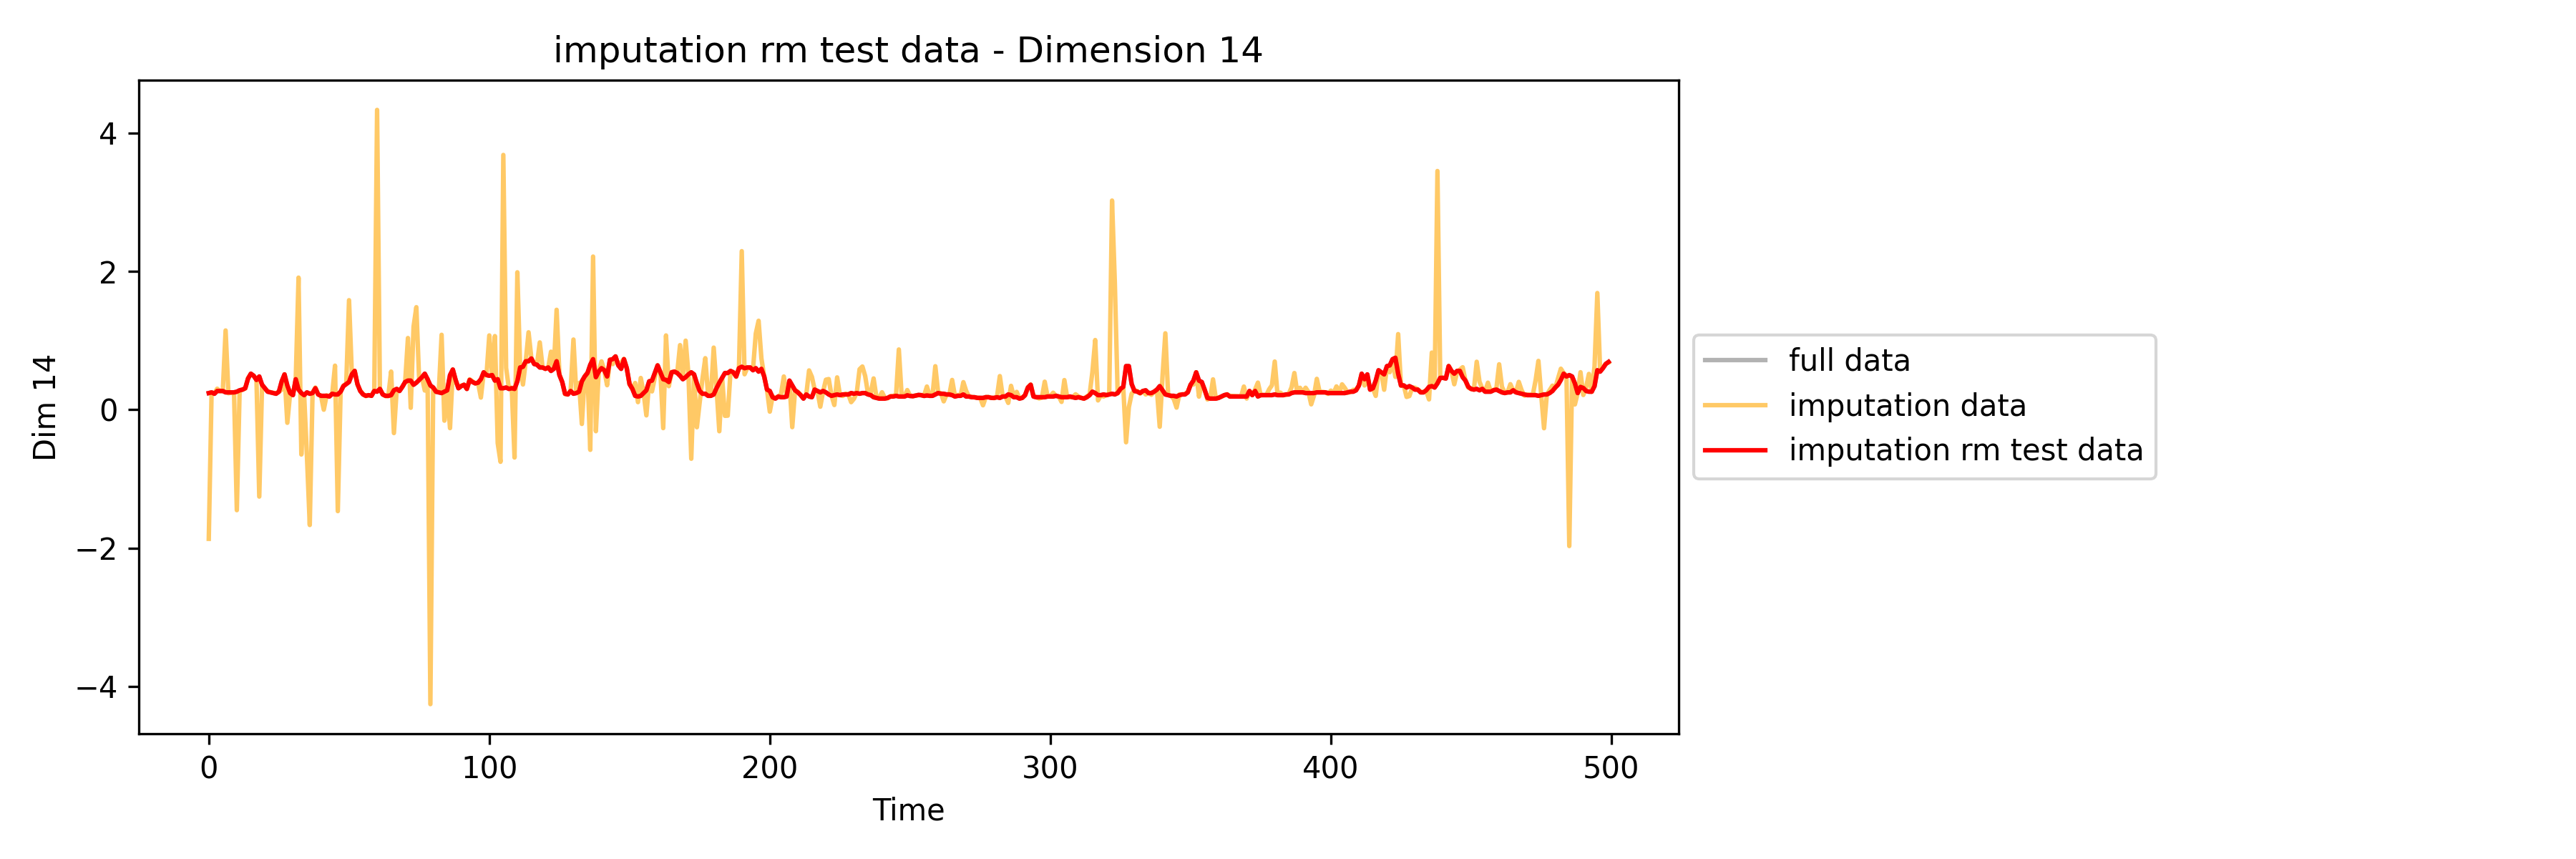 imputation rm test data - Dimension 14
4
2
0
−2
−4
Dim 14
0 100 200 300 400 500
Time
full data
imputation data
imputation rm test data